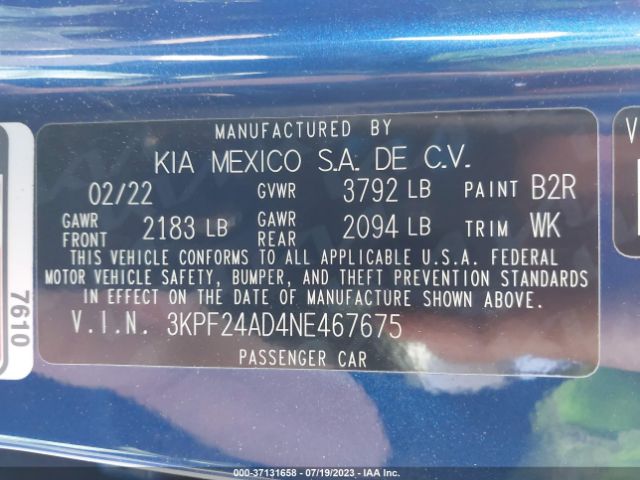 MANUFACTURED BY
KIA MEXICO S.A. DE C.V.
02/22 GVWR 3792 LB PAINT B2R
GAWR FRONT 2183 LB GAWR REAR 2094 LB TRIM WK
THIS VEHICLE CONFORMS TO ALL APPLICABLE U.S.A. FEDERAL
MOTOR VEHICLE SAFETY, BUMPER, AND THEFT PREVENTION STANDARDS
IN EFFECT ON THE DATE OF MANUFACTURE SHOWN ABOVE.
V.I.N. 3KPF24AD4NE467675
PASSENGER CAR
7610
V
000-37131658 - 07/19/2023 - IAA Inc.